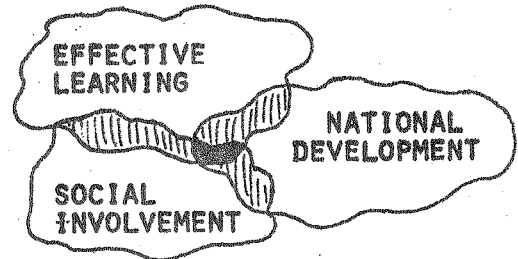 EFFECTIVE
LEARNING
NATIONAL
DEVELOPMENT
SOCIAL
INVOLVEMENT